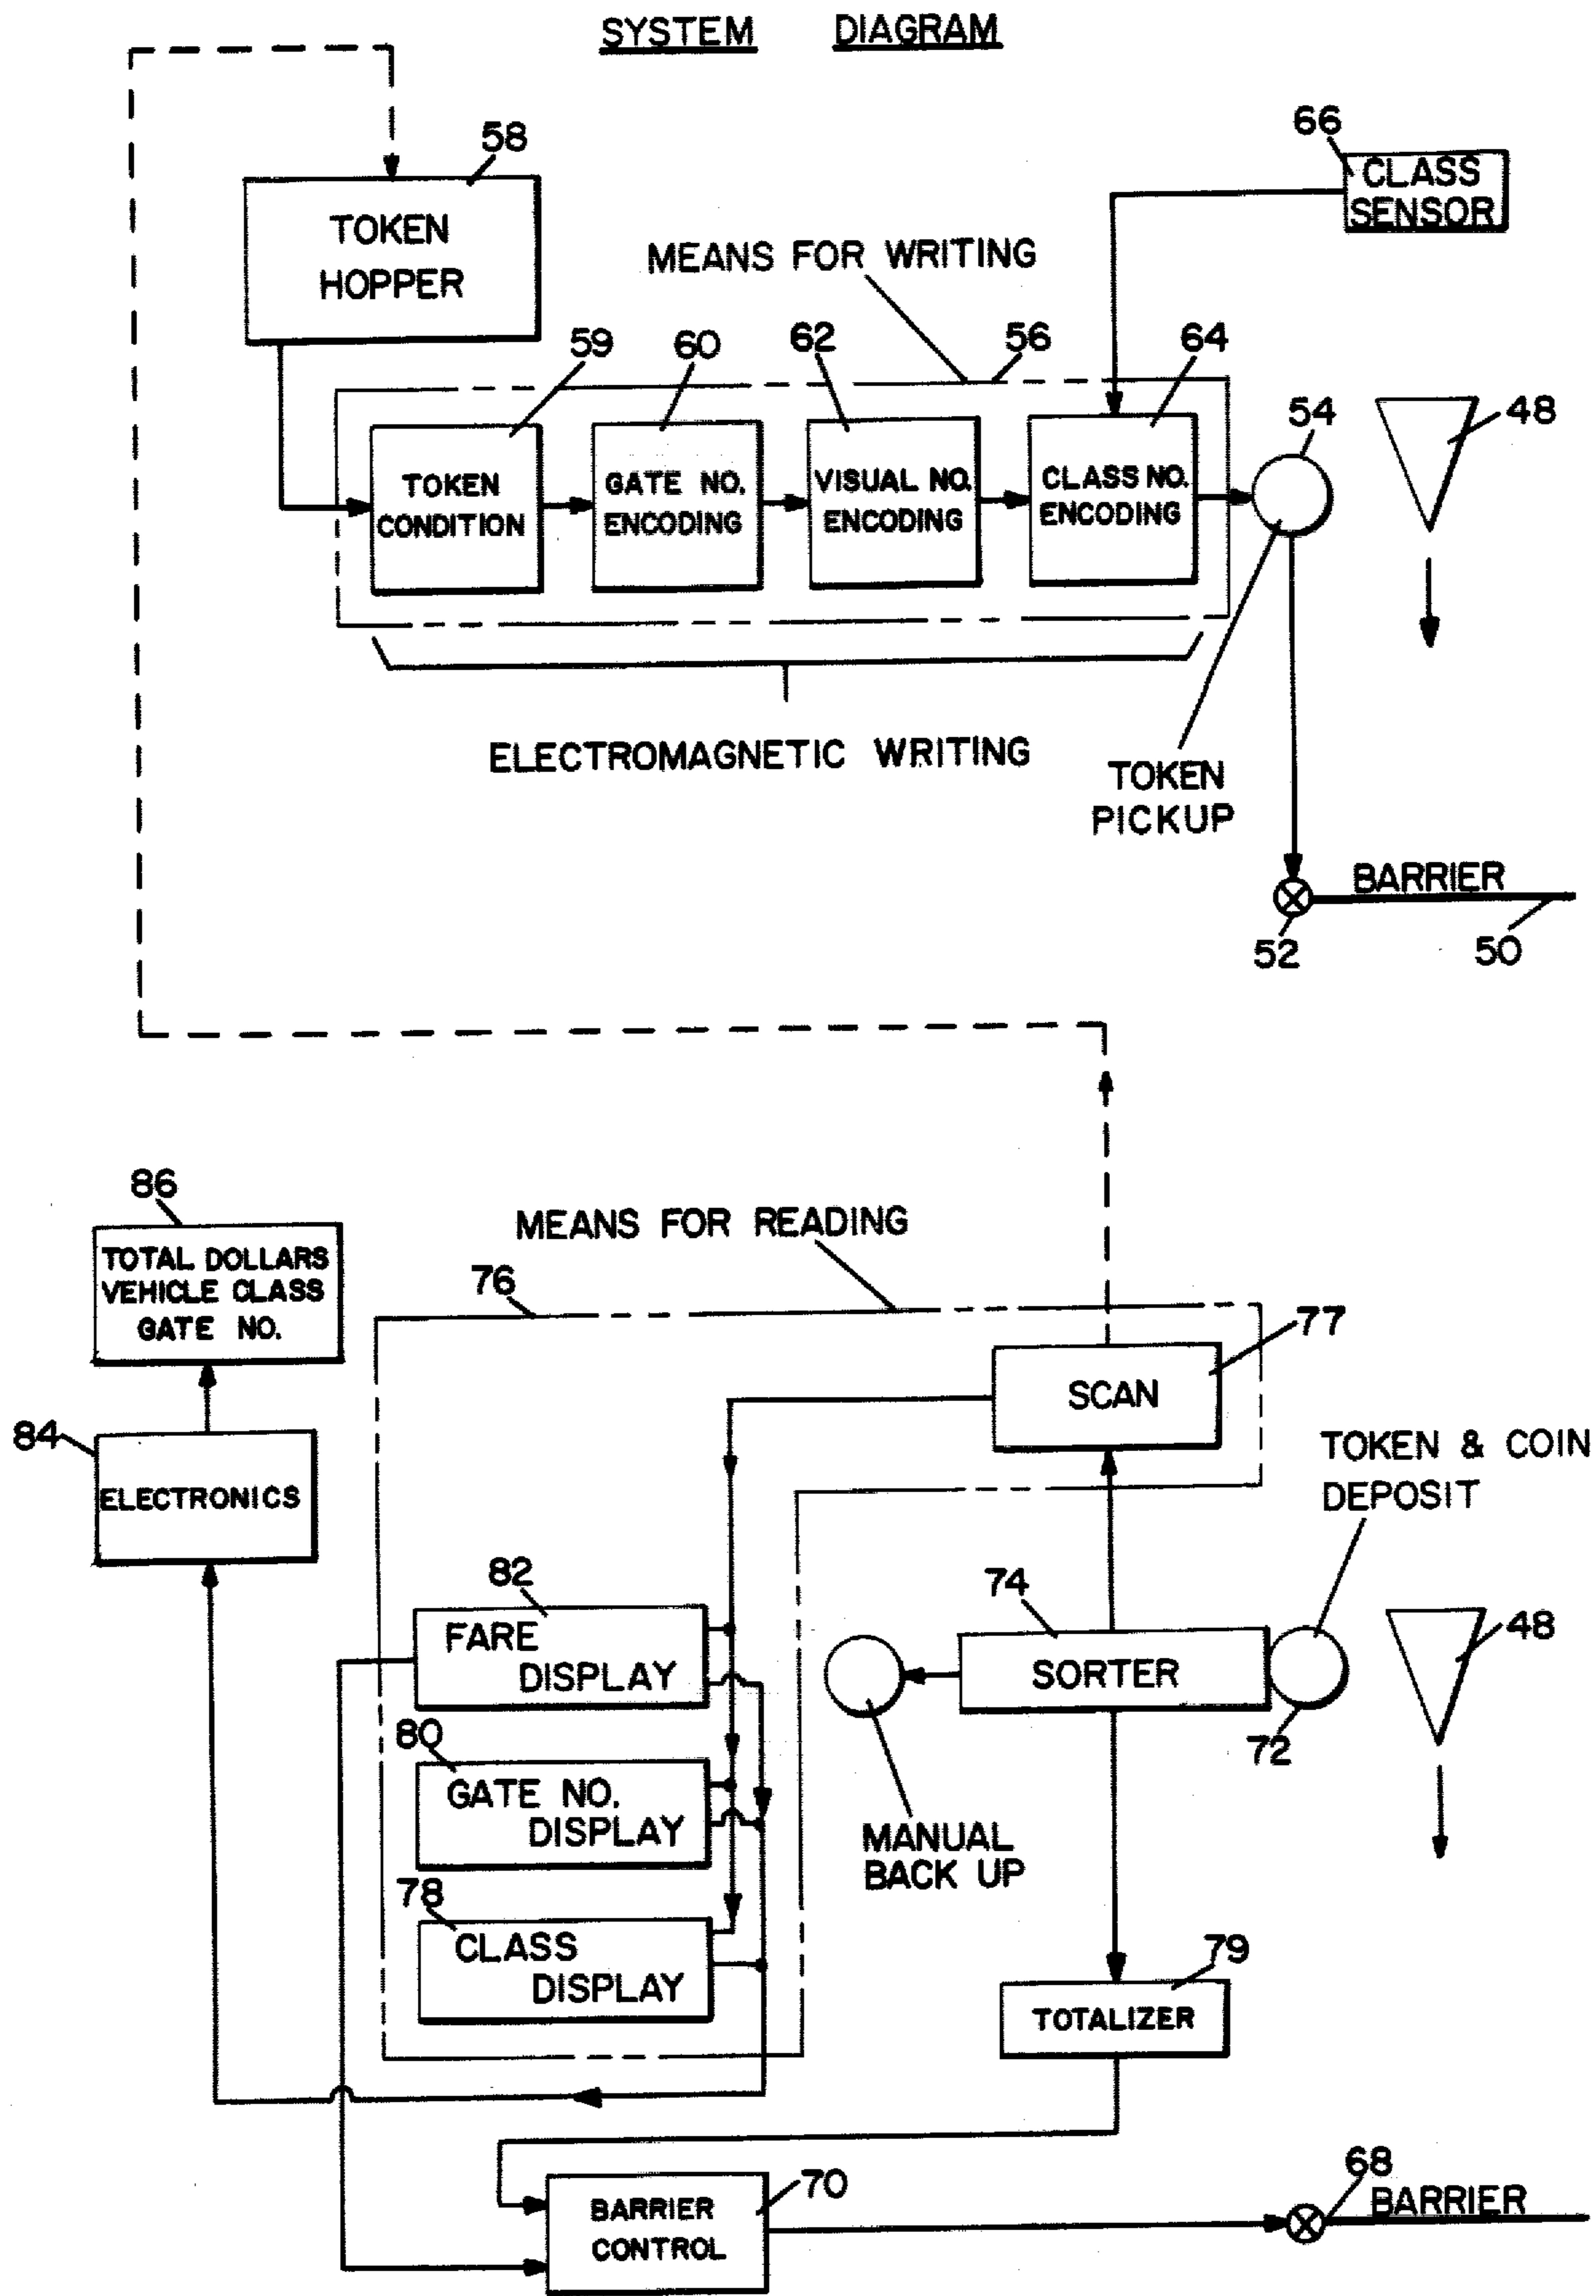 SYSTEM DIAGRAM
58
66
TOKEN
HOPPER
CLASS
SENSOR
MEANS FOR WRITING
59
60
62
56
64
54
48
TOKEN
CONDITION
GATE NO.
ENCODING
VISUAL NO.
ENCODING
CLASS NO.
ENCODING
ELECTROMAGNETIC WRITING
TOKEN
PICKUP
BARRIER
52
50
86
TOTAL DOLLARS
VEHICLE CLASS
GATE NO.
MEANS FOR READING
76
77
SCAN
84
ELECTRONICS
TOKEN & COIN
DEPOSIT
82
FARE
DISPLAY
74
SORTER
72
48
80
GATE NO.
DISPLAY
MANUAL
BACK UP
78
CLASS
DISPLAY
79
TOTALIZER
70
BARRIER
CONTROL
68
BARRIER